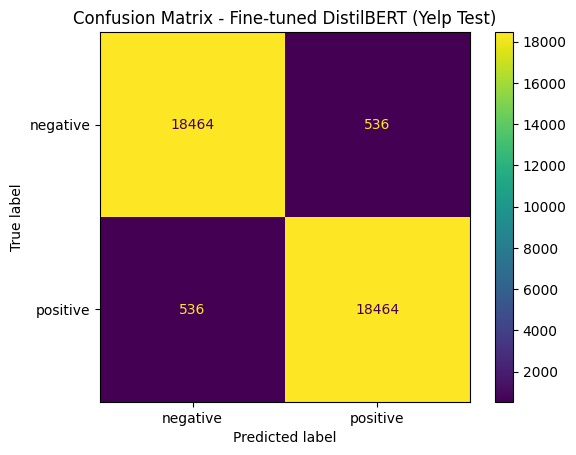 Confusion Matrix - Fine-tuned DistilBERT (Yelp Test)
True label
negative
18464
536
positive
536
18464
negative
positive
Predicted label
18000
16000
14000
12000
10000
8000
6000
4000
2000